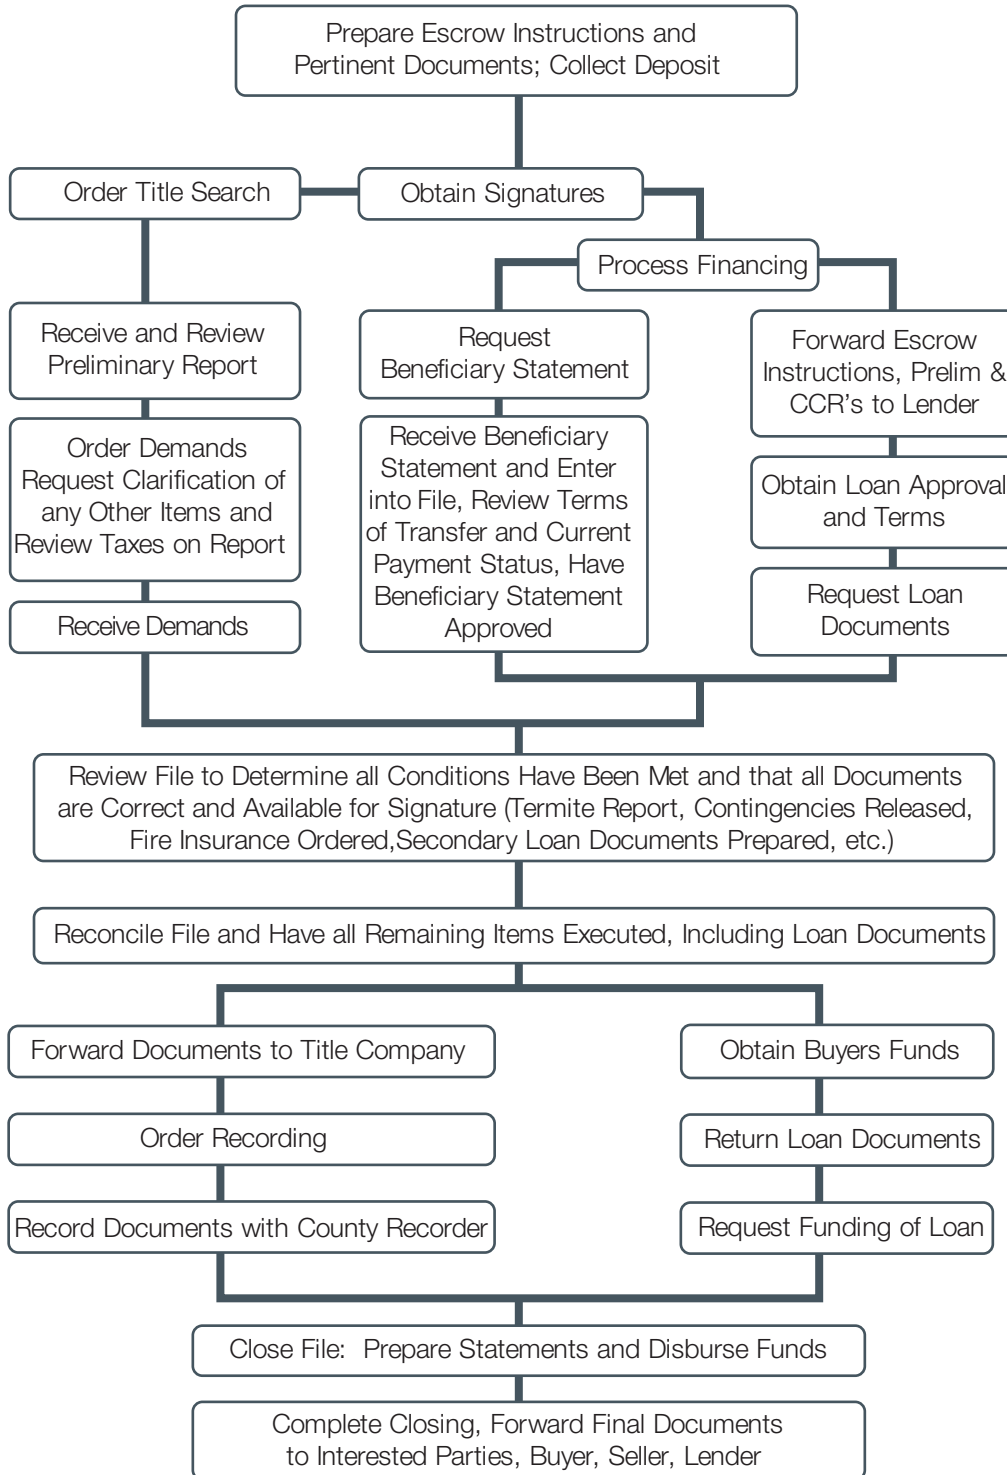 Prepare Escrow Instructions and
Pertinent Documents; Collect Deposit
Order Title Search
Obtain Signatures
Process Financing
Receive and Review
Preliminary Report
Request
Beneficiary Statement
Forward Escrow
Instructions, Prelim &
CCR's to Lender
Order Demands
Request Clarification of
any Other Items and
Review Taxes on Report
Receive Beneficiary
Statement and Enter
into File, Review Terms
of Transfer and Current
Payment Status, Have
Beneficiary Statement
Approved
Obtain Loan Approval
and Terms
Receive Demands
Request Loan
Documents
Review File to Determine all Conditions Have Been Met and that all Documents
are Correct and Available for Signature (Termite Report, Contingencies Released,
Fire Insurance Ordered,Secondary Loan Documents Prepared, etc.)
Reconcile File and Have all Remaining Items Executed, Including Loan Documents
Forward Documents to Title Company
Obtain Buyers Funds
Order Recording
Return Loan Documents
Record Documents with County Recorder
Request Funding of Loan
Close File: Prepare Statements and Disburse Funds
Complete Closing, Forward Final Documents
to Interested Parties, Buyer, Seller, Lender